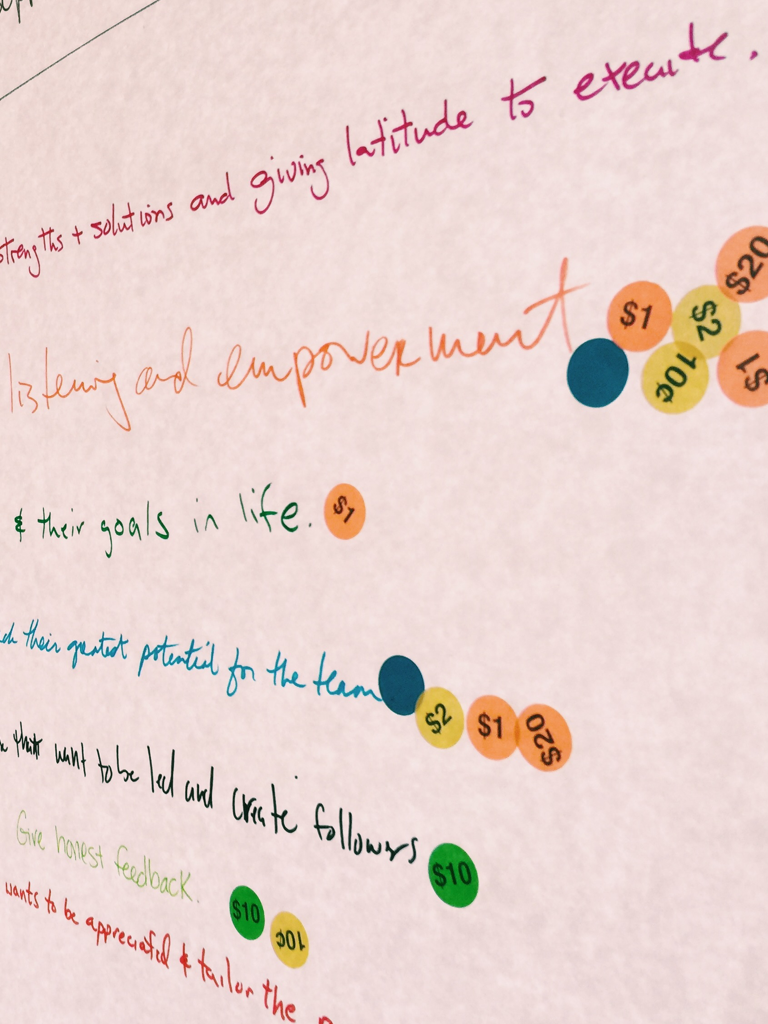 strengths + solutions and giving latitude to execute.
listening and empowerment $1 $2 $20 10¢ $1
& their goals in life. $1
their greatest potential for the team $2 $1 $20
that want to be led and create followers $10
Give honest feedback. $10 10¢
wants to be appreciated & tailor the